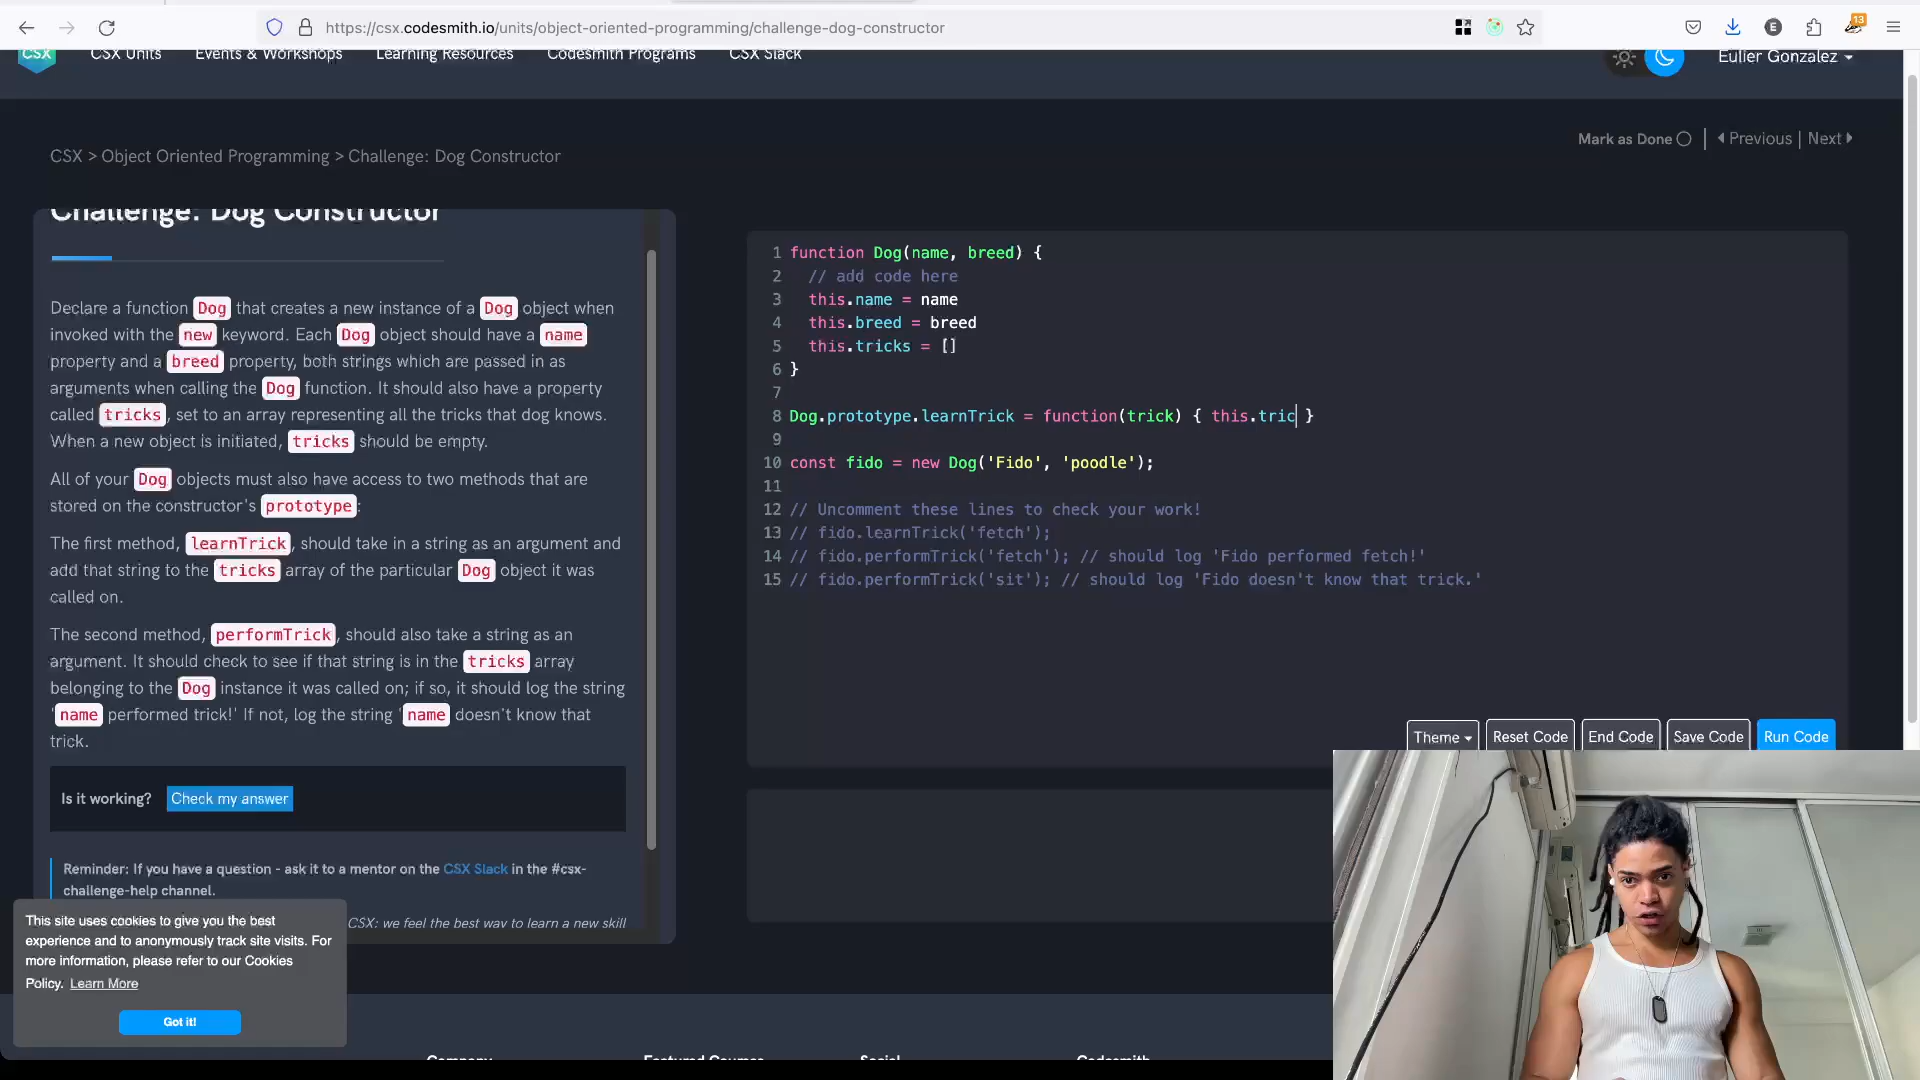 https://csx.codesmith.io/units/object-oriented-programming/challenge-dog-constructor
13
CSX
CSX Units
Events & Workshops
Learning Resources
Codesmith Programs
CSX Slack
Eulier Gonzalez
CSX > Object Oriented Programming > Challenge: Dog Constructor
Mark as Done
Previous | Next
Challenge: Dog Constructor
Declare a function Dog that creates a new instance of a Dog object when
invoked with the new keyword. Each Dog object should have a name
property and a breed property, both strings which are passed in as
arguments when calling the Dog function. It should also have a property
called tricks, set to an array representing all the tricks that dog knows.
When a new object is initiated, tricks should be empty.
All of your Dog objects must also have access to two methods that are
stored on the constructor's prototype:
The first method, learnTrick, should take in a string as an argument and
add that string to the tricks array of the particular Dog object it was
called on.
The second method, performTrick, should also take a string as an
argument. It should check to see if that string is in the tricks array
belonging to the Dog instance it was called on; if so, it should log the string
'name performed trick!' If not, log the string 'name doesn't know that
trick.
Is it working? Check my answer
Reminder: If you have a question - ask it to a mentor on the CSX Slack in the #csx-
challenge-help channel.
CSX: we feel the best way to learn a new skill
This site uses cookies to give you the best
experience and to anonymously track site visits. For
more information, please refer to our Cookies
Policy. Learn More
Got it!
1 function Dog(name, breed) {
2 // add code here
3 this.name = name
4 this.breed = breed
5 this.tricks = []
6 }
7
8 Dog.prototype.learnTrick = function(trick) { this.tric }
9
10 const fido = new Dog('Fido', 'poodle');
11
12 // Uncomment these lines to check your work!
13 // fido.learnTrick('fetch');
14 // fido.performTrick('fetch'); // should log 'Fido performed fetch!'
15 // fido.performTrick('sit'); // should log 'Fido doesn't know that trick.'
Theme
Reset Code
End Code
Save Code
Run Code
Company
Featured Courses
Social
Codesmith